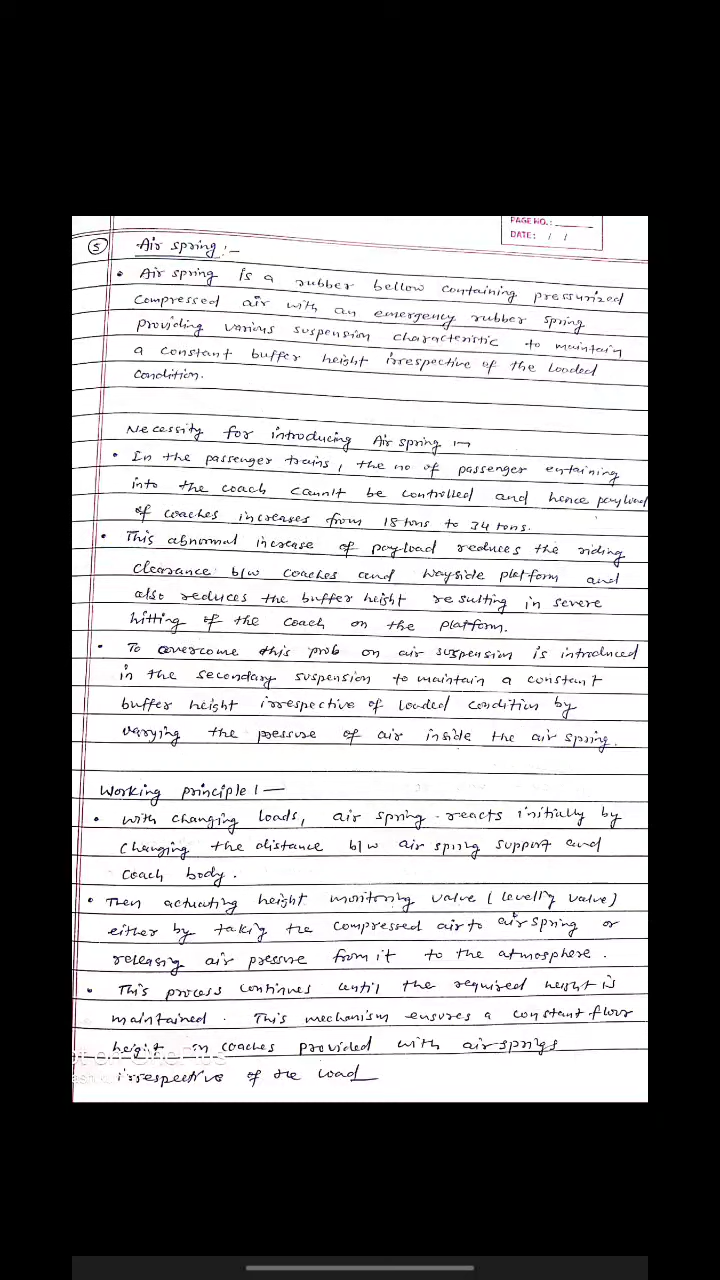 PAGE NO.:
DATE: / /
5 Air spring :-
• Air spring is a rubber bellow containing pressurized
compressed air with an emergency rubber spring
providing various suspension characteristic to maintain
a constant buffer height irrespective of the loaded
condition.
Necessity for introducing Air spring :-
• In the passenger trains, the no of passenger entaining
into the coach cannit be controlled and hence payload
of coaches increases from 18 tons to 34 tons.
• This abnormal increase of payload reduces the riding
clearance b/w coaches and wayside platform and
also reduces the buffer height resulting in severe
hitting of the coach on the platform.
• To overcome this prob on air suspension is introduced
in the secondary suspension to maintain a constant
buffer height irrespective of loaded condition by
varying the pressure of air inside the air spring.
Working principle :-
• With changing loads, air spring reacts initially by
changing the distance b/w air spring support and
coach body.
• Then actuating height monitoring valve (levelly valve)
either by taking the compressed air to air spring or
releasing air pressure from it to the atmosphere.
• This process continues until the required height is
maintained. This mechanism ensures a constant floor
height in coaches provided with air springs
irrespective of the load